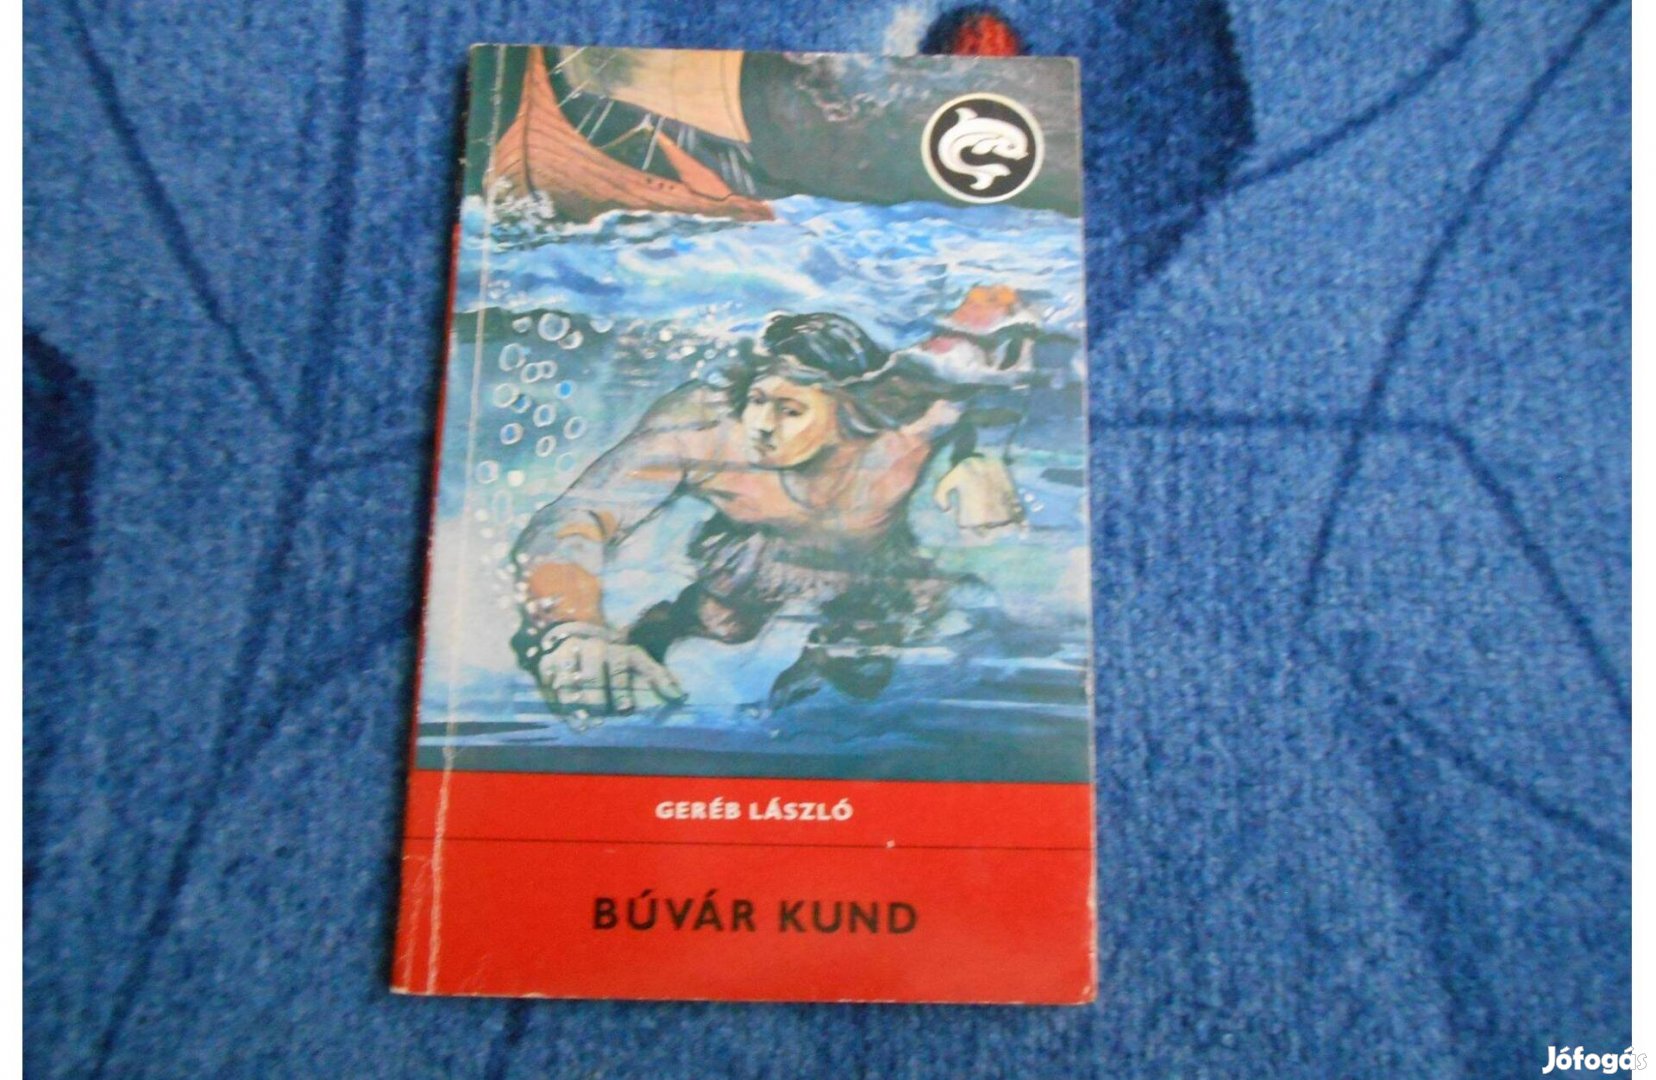 GERÉB LÁSZLÓ
BÚVÁR KUND
Jófogás